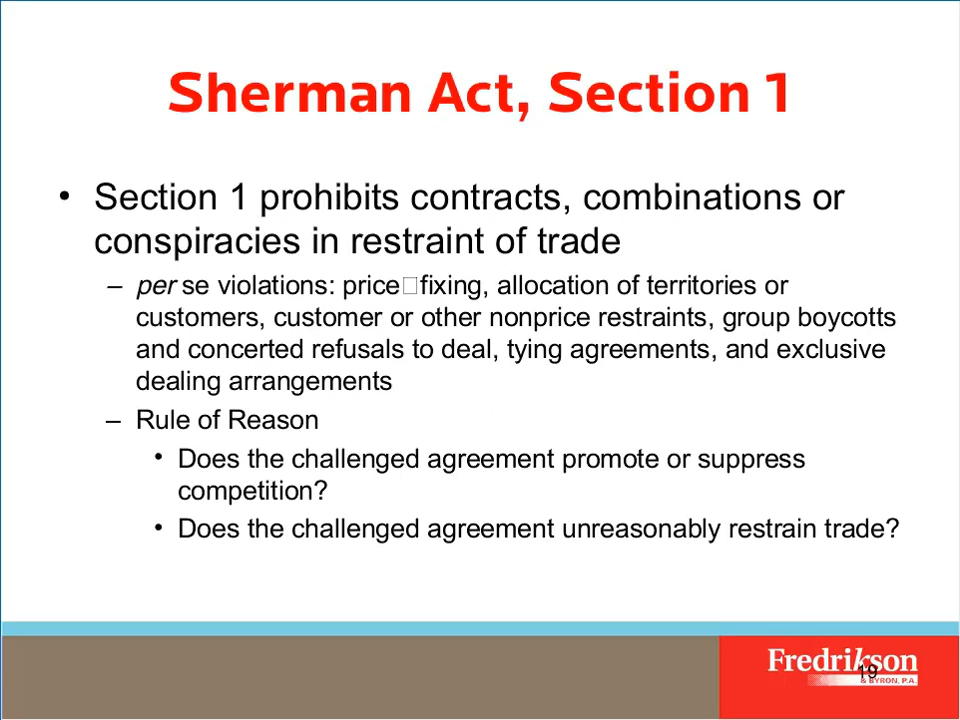 Sherman Act, Section 1
• Section 1 prohibits contracts, combinations or
conspiracies in restraint of trade
– per se violations: price□fixing, allocation of territories or
customers, customer or other nonprice restraints, group boycotts
and concerted refusals to deal, tying agreements, and exclusive
dealing arrangements
– Rule of Reason
• Does the challenged agreement promote or suppress
competition?
• Does the challenged agreement unreasonably restrain trade?
Fredrikson
& BYRON, P.A.
19